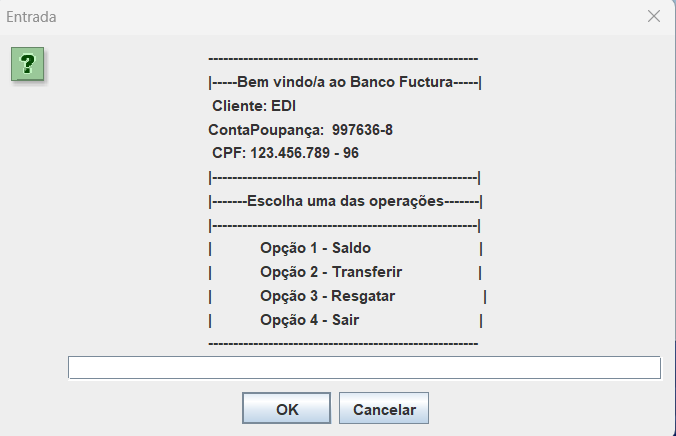 Entrada
------------------------------------------------------
|-----Bem vindo/a ao Banco Fuctura-----|
Cliente: EDI
ContaPoupança:  997636-8
CPF: 123.456.789 - 96
|-----------------------------------------------------|
|-------Escolha uma das operações-------|
|-----------------------------------------------------|
|            Opção 1 - Saldo                           |
|            Opção 2 - Transferir                   |
|            Opção 3 - Resgatar                      |
|            Opção 4 - Sair                              |
------------------------------------------------------
OK Cancelar